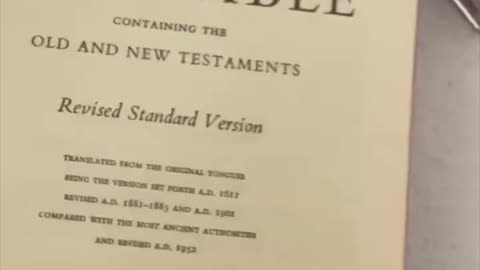 CONTAINING THE
OLD AND NEW TESTAMENTS
Revised Standard Version
TRANSLATED FROM THE ORIGINAL TONGUES
BEING THE VERSION SET FORTH A.D. 1611
REVISED A.D. 1881–1885 AND A.D. 1901
COMPARED WITH THE MOST ANCIENT AUTHORITIES
AND REVISED A.D. 1952